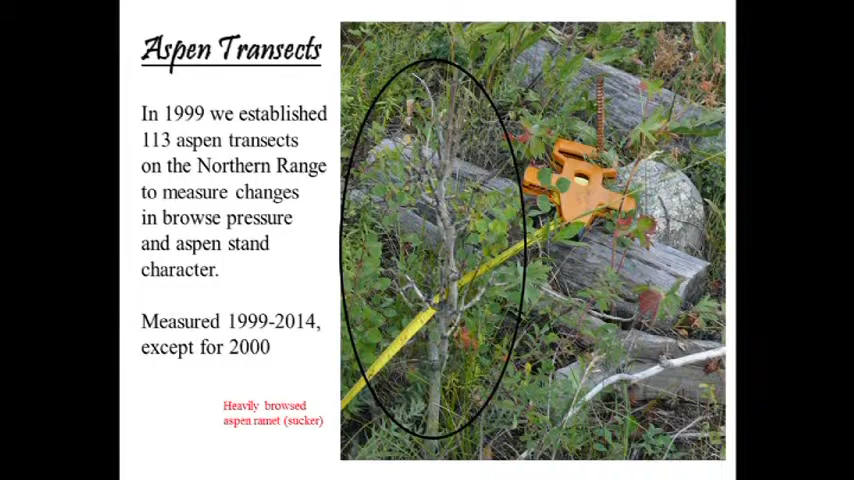 Aspen Transects
In 1999 we established
113 aspen transects
on the Northern Range
to measure changes
in browse pressure
and aspen stand
character.
Measured 1999-2014,
except for 2000
Heavily browsed
aspen ramet (sucker)